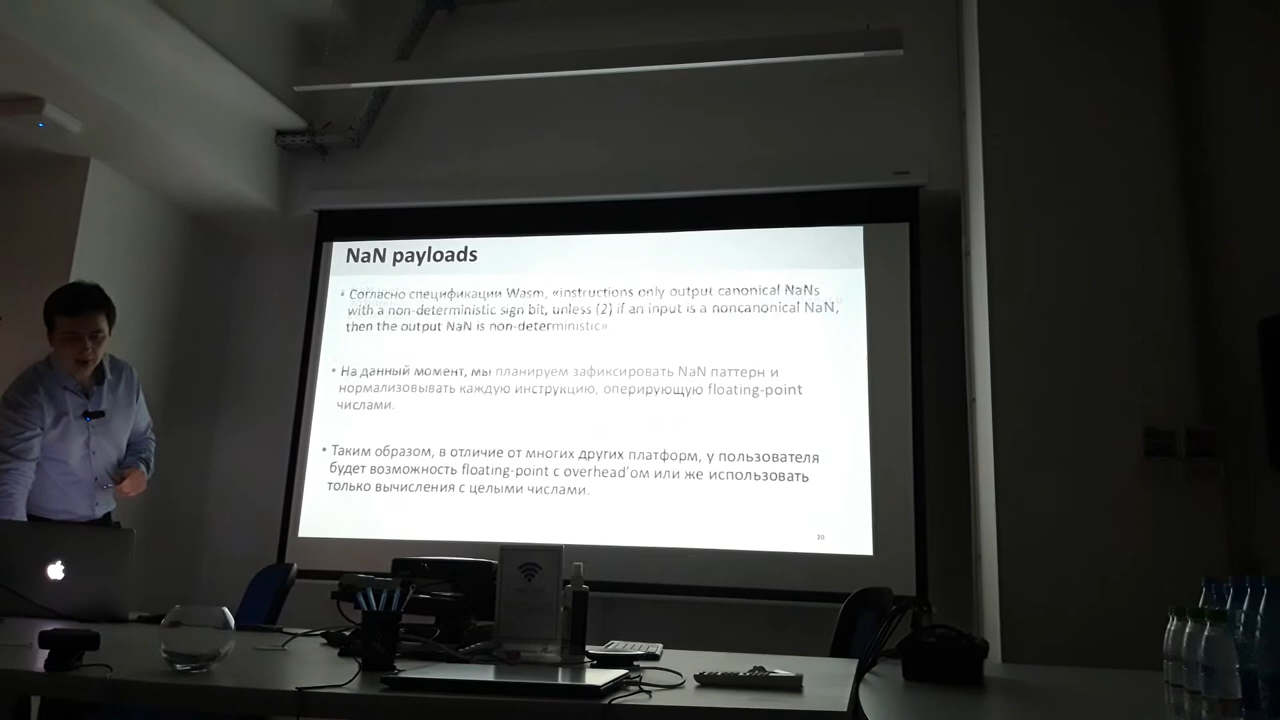 NaN payloads
• Согласно спецификации Wasm, «instructions only output canonical NaNs
with a non-deterministic sign bit, unless (2) if an input is a noncanonical NaN,
then the output NaN is non-deterministic»
• На данный момент, мы планируем зафиксировать NaN паттерн и
нормализовывать каждую инструкцию, оперирующую floating-point
числами.
• Таким образом, в отличие от многих других платформ, у пользователя
будет возможность floating-point с overhead'ом или же использовать
только вычисления с целыми числами.
20